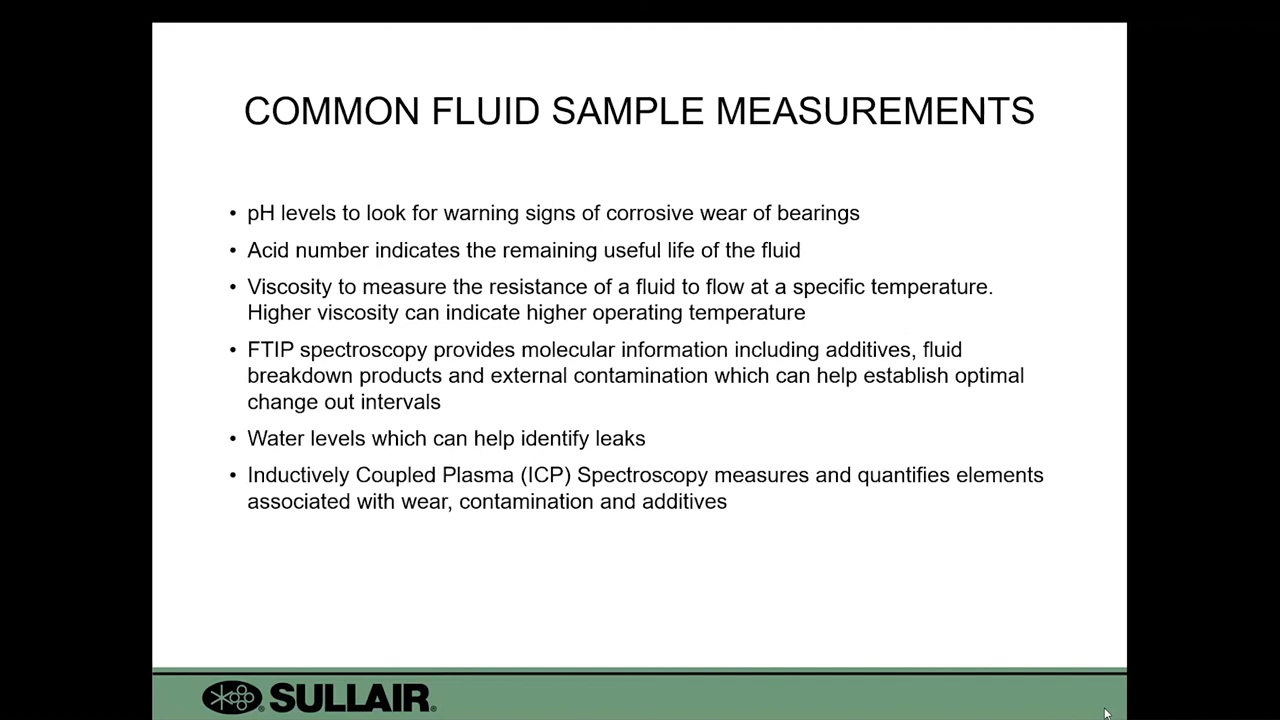 COMMON FLUID SAMPLE MEASUREMENTS
• pH levels to look for warning signs of corrosive wear of bearings
• Acid number indicates the remaining useful life of the fluid
• Viscosity to measure the resistance of a fluid to flow at a specific temperature.
Higher viscosity can indicate higher operating temperature
• FTIP spectroscopy provides molecular information including additives, fluid
breakdown products and external contamination which can help establish optimal
change out intervals
• Water levels which can help identify leaks
• Inductively Coupled Plasma (ICP) Spectroscopy measures and quantifies elements
associated with wear, contamination and additives
® SULLAIR®